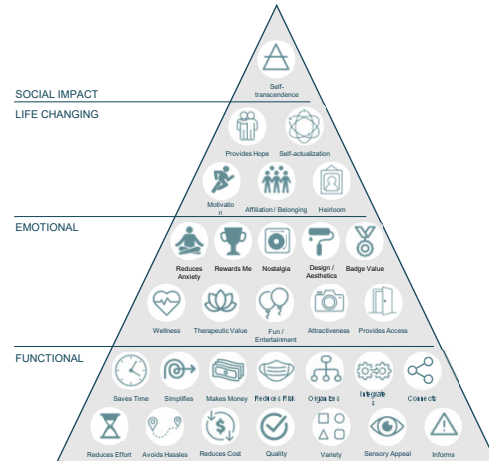 Self-
transcendence
SOCIAL IMPACT
LIFE CHANGING
Provides Hope Self-actualization
Motivatio
n Affiliation / Belonging Heirloom
EMOTIONAL
Reduces
Anxiety Rewards Me Nostalgia Design /
Aesthetics Badge Value
Wellness Therapeutic Value Fun /
Entertainment Attractiveness Provides Access
FUNCTIONAL
Saves Time Simplifies Makes Money Risk Organizes Integrate
s Connects
Reduces Effort Avoids Hassles Reduces Cost Quality Variety Sensory Appeal Informs
$